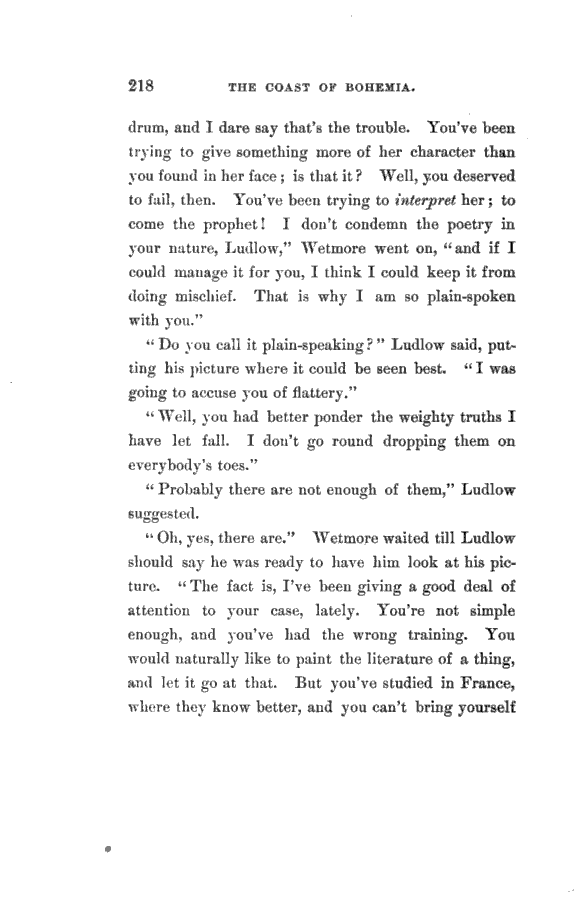 218 THE COAST OF BOHEMIA.
drum, and I dare say that's the trouble. You've been
trying to give something more of her character than
you found in her face; is that it? Well, you deserved
to fail, then. You've been trying to interpret her; to
come the prophet! I don't condemn the poetry in
your nature, Ludlow," Wetmore went on, "and if I
could manage it for you, I think I could keep it from
doing mischief. That is why I am so plain-spoken
with you."
"Do you call it plain-speaking?" Ludlow said, put-
ting his picture where it could be seen best. "I was
going to accuse you of flattery."
"Well, you had better ponder the weighty truths I
have let fall. I don't go round dropping them on
everybody's toes."
"Probably there are not enough of them," Ludlow
suggested.
"Oh, yes, there are." Wetmore waited till Ludlow
should say he was ready to have him look at his pic-
ture. "The fact is, I've been giving a good deal of
attention to your case, lately. You're not simple
enough, and you've had the wrong training. You
would naturally like to paint the literature of a thing,
and let it go at that. But you've studied in France,
where they know better, and you can't bring yourself